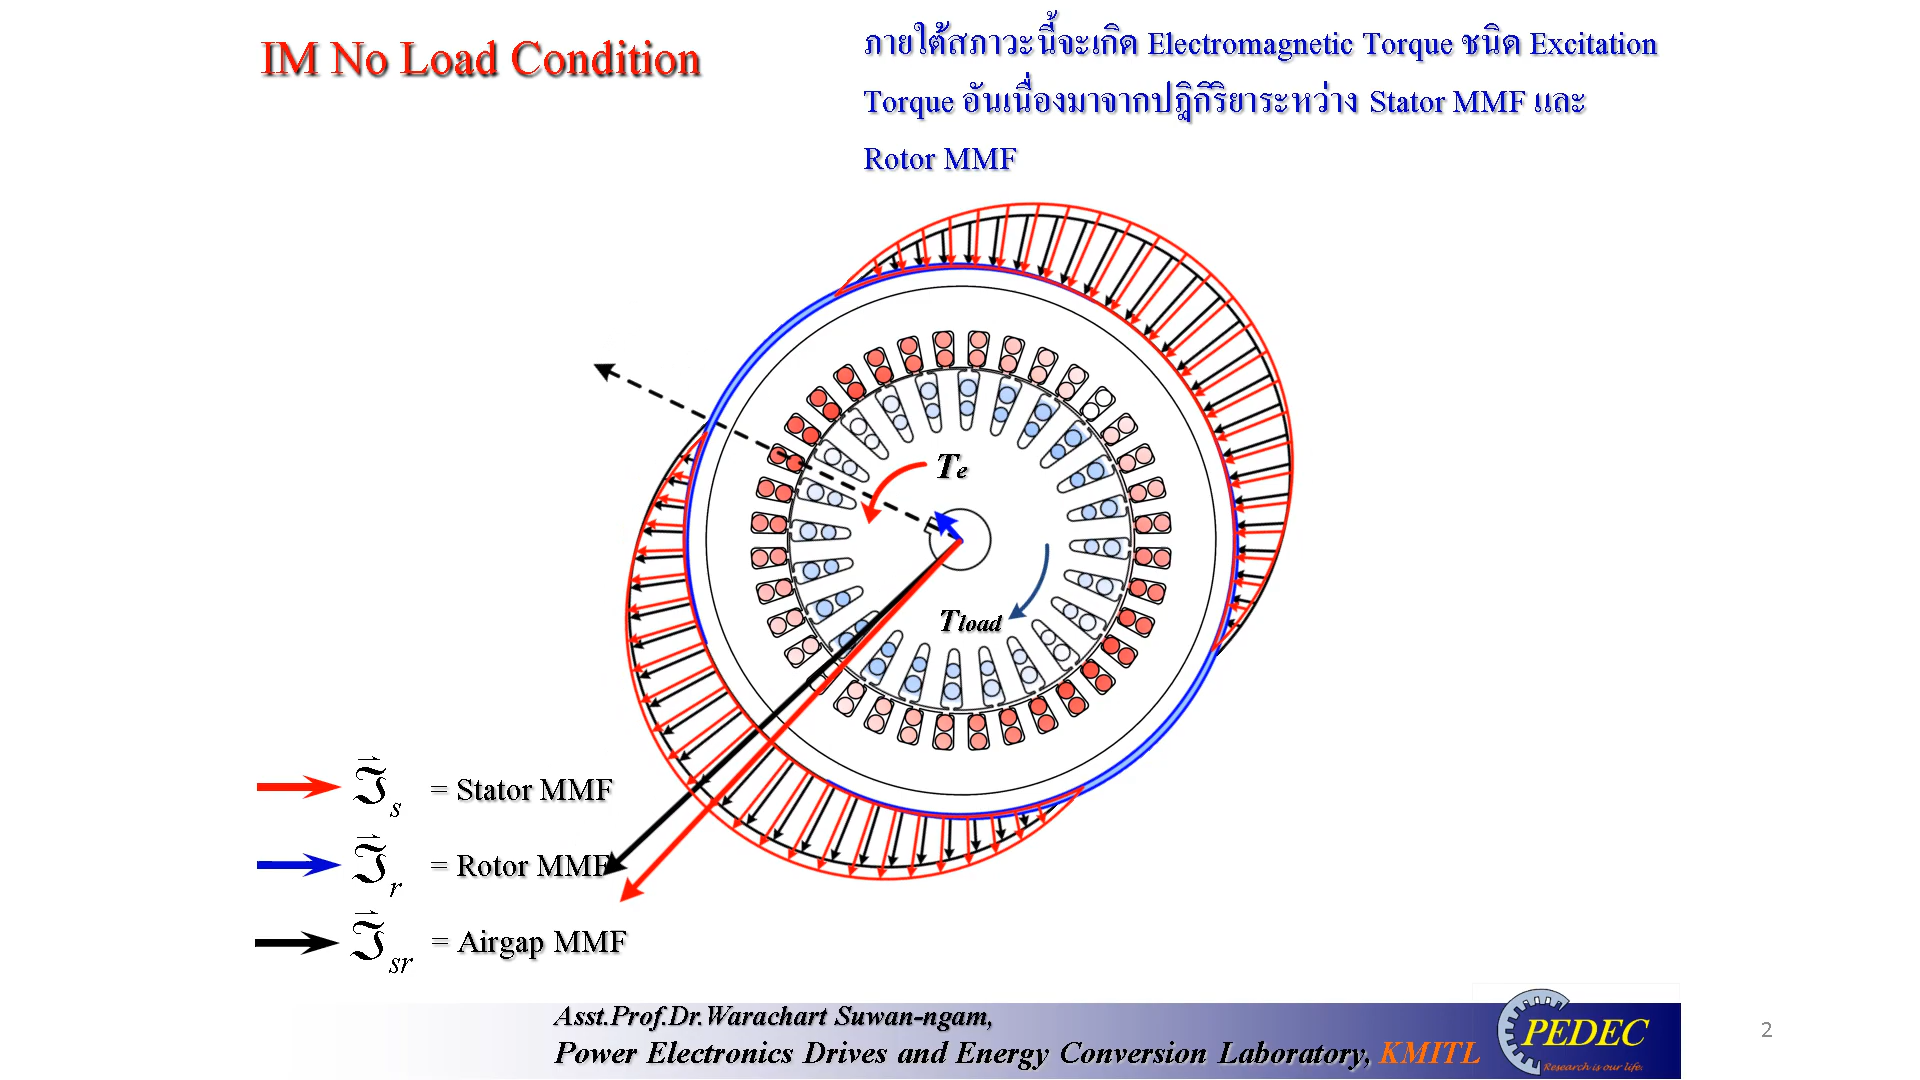 IM No Load Condition
ภายใต้สภาวะนี้จะเกิด Electromagnetic Torque ชนิด Excitation
Torque อันเนื่องมาจากปฏิกิริยาระหว่าง Stator MMF และ
Rotor MMF
Te
Tload
ℑs = Stator MMF
ℑr = Rotor MMF
ℑsr = Airgap MMF
Asst.Prof.Dr.Warachart Suwan-ngam,
Power Electronics Drives and Energy Conversion Laboratory, KMITL
PEDEC
Research is our life.
2